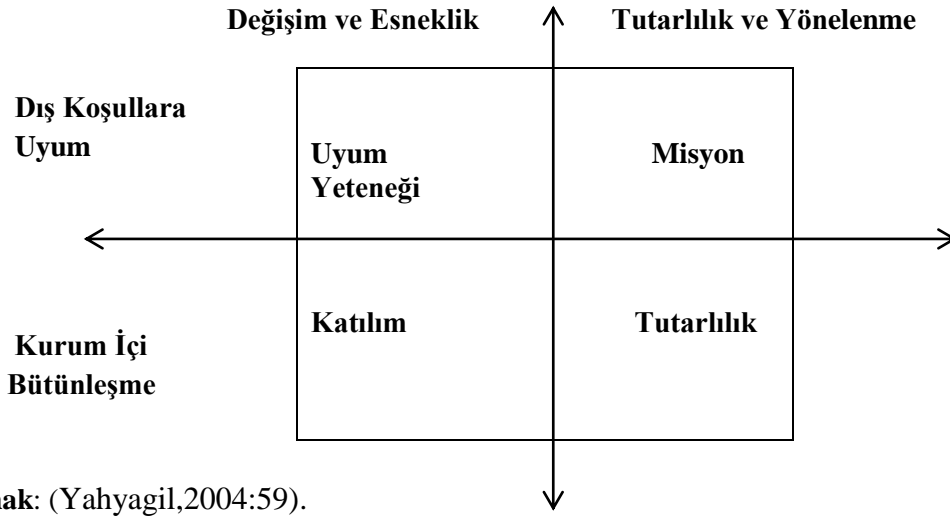 Değişim ve Esneklik Tutarlılık ve Yönelenme
Dış Koşullara
Uyum
Uyum Misyon
Yeteneği
Katılım Tutarlılık
Kurum İçi
Bütünleşme
nak: (Yahyagil,2004:59).